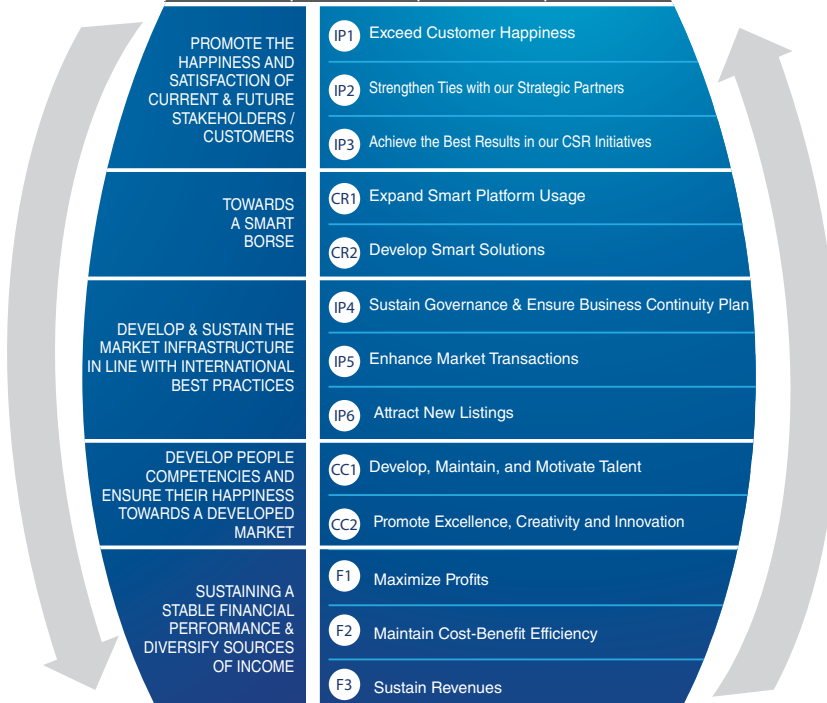 PROMOTE THE
HAPPINESS AND
SATISFACTION OF
CURRENT & FUTURE
STAKEHOLDERS /
CUSTOMERS
IP1 Exceed Customer Happiness
IP2 Strengthen Ties with our Strategic Partners
IP3 Achieve the Best Results in our CSR Initiatives
TOWARDS
A SMART
BORSE
CR1 Expand Smart Platform Usage
CR2 Develop Smart Solutions
DEVELOP & SUSTAIN THE
MARKET INFRASTRUCTURE
IN LINE WITH INTERNATIONAL
BEST PRACTICES
IP4 Sustain Governance & Ensure Business Continuity Plan
IP5 Enhance Market Transactions
IP6 Attract New Listings
DEVELOP PEOPLE
COMPETENCIES AND
ENSURE THEIR HAPPINESS
TOWARDS A DEVELOPED
MARKET
CC1 Develop, Maintain, and Motivate Talent
CC2 Promote Excellence, Creativity and Innovation
SUSTAINING A
STABLE FINANCIAL
PERFORMANCE &
DIVERSIFY SOURCES
OF INCOME
F1 Maximize Profits
F2 Maintain Cost-Benefit Efficiency
F3 Sustain Revenues